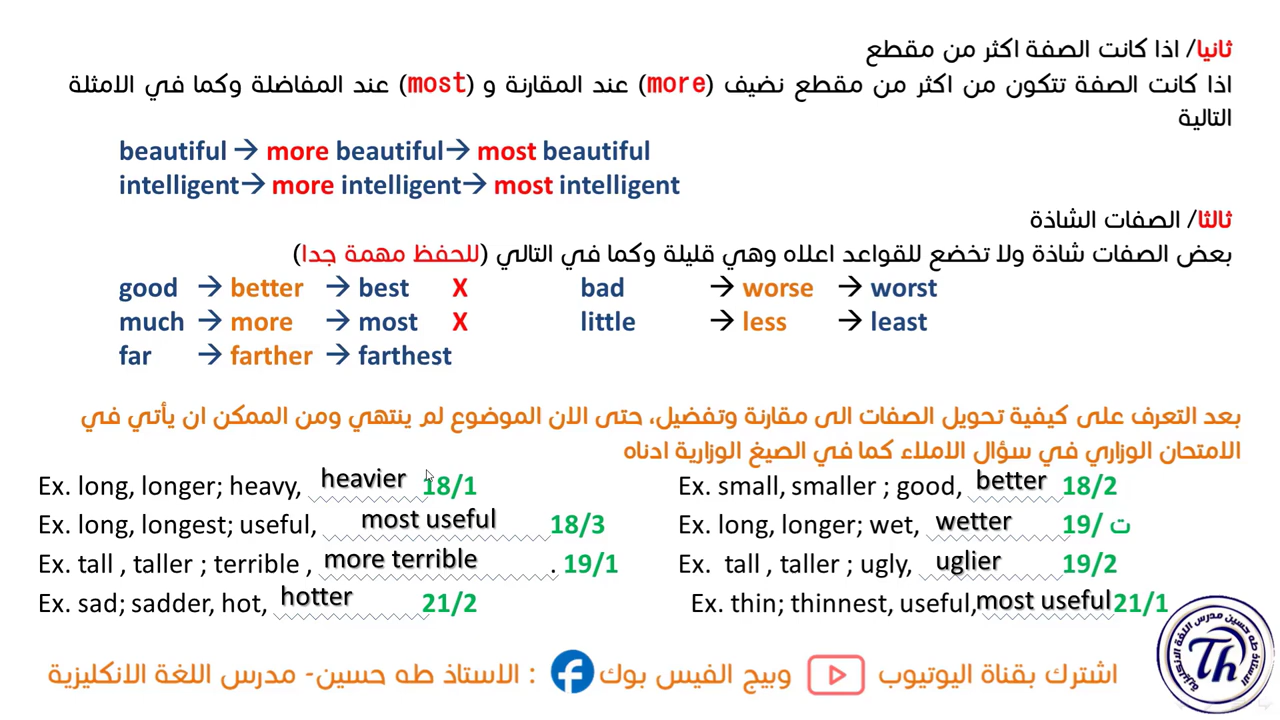 ثانيا/ اذا كانت الصفة اكثر من مقطع
اذا كانت الصفة تتكون من اكثر من مقطع نضيف (more) عند المقارنة و (most) عند المفاضلة وكما في الامثلة
التالية
beautiful → more beautiful → most beautiful
intelligent → more intelligent → most intelligent
ثالثا/ الصفات الشاذة
بعض الصفات شاذة ولا تخضع للقواعد اعلاه وهي قليلة وكما في التالي (للحفظ مهمة جدا)
good → better → best X bad → worse → worst
much → more → most X little → less → least
far → farther → farthest
بعد التعرف على كيفية تحويل الصفات الى مقارنة وتفضيل، حتى الان الموضوع لم ينتهي ومن الممكن ان يأتي في
الامتحان الوزاري في سؤال الاملاء كما في الصيغ الوزارية ادناه
Ex. long, longer; heavy, heavier 18/1 Ex. small, smaller ; good, better 18/2
Ex. long, longest; useful, most useful 18/3 Ex. long, longer; wet, wetter 19/ ت
Ex. tall , taller ; terrible , more terrible . 19/1 Ex. tall , taller ; ugly, uglier 19/2
Ex. sad; sadder, hot, hotter 21/2 Ex. thin; thinnest, useful, most useful 21/1
اشترك بقناة اليوتيوب وبيج الفيس بوك : الاستاذ طه حسين- مدرس اللغة الانكليزية
الاستاذ طه حسين مدرس اللغة الانكليزية
Th